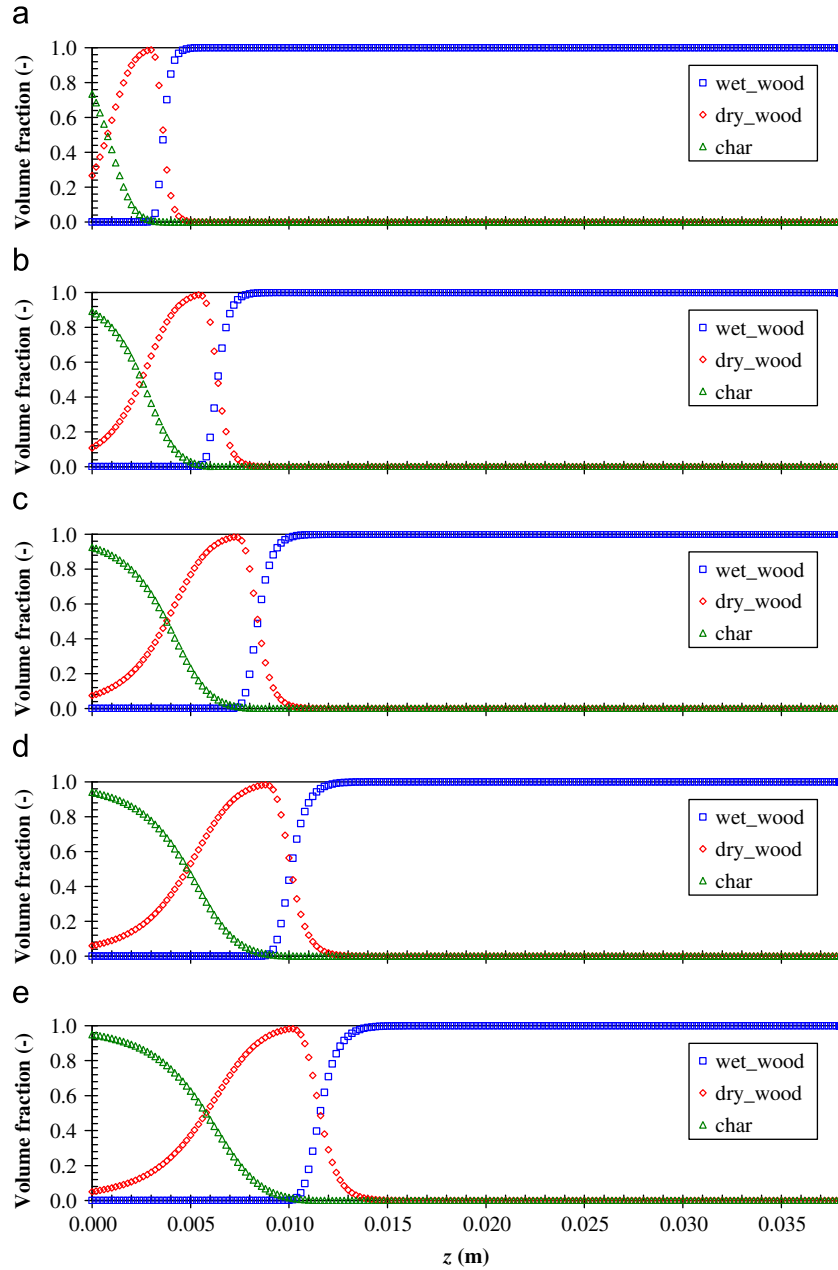 a
1.0
0.8
0.6
0.4
0.2
0.0
Volume fraction (-)
wet_wood
dry_wood
char
b
1.0
0.8
0.6
0.4
0.2
0.0
Volume fraction (-)
wet_wood
dry_wood
char
c
1.0
0.8
0.6
0.4
0.2
0.0
Volume fraction (-)
wet_wood
dry_wood
char
d
1.0
0.8
0.6
0.4
0.2
0.0
Volume fraction (-)
wet_wood
dry_wood
char
e
1.0
0.8
0.6
0.4
0.2
0.0
Volume fraction (-)
wet_wood
dry_wood
char
0.000 0.005 0.010 0.015 0.020 0.025 0.030 0.035
z (m)